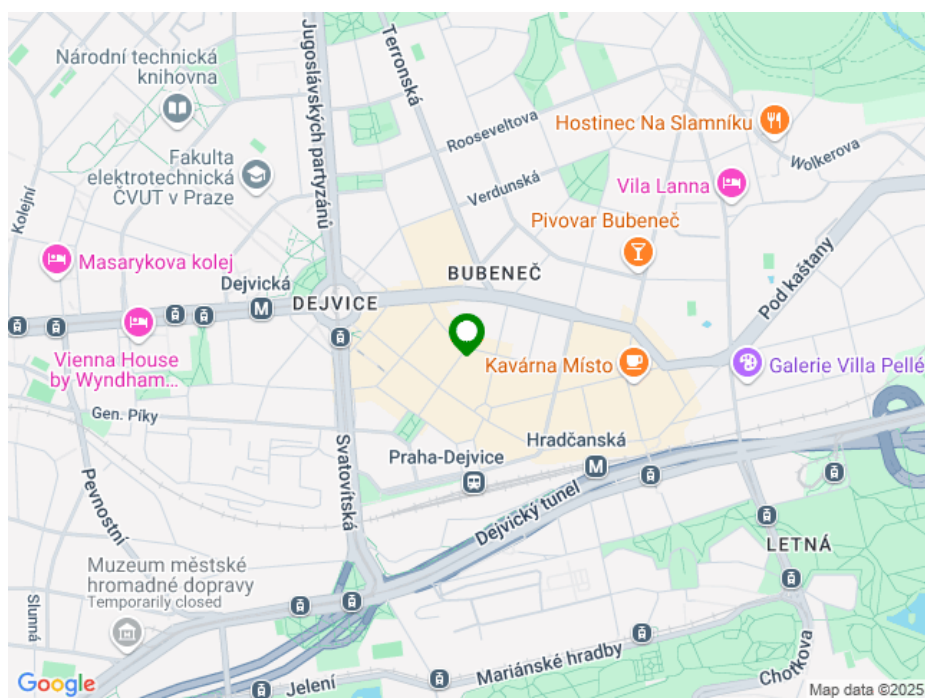 Národní technická
knihovna
Jugoslávských partyzánů
Terronská
Rooseveltova
Hostinec Na Slamníku
Wolkerova
Fakulta
elektrotechnická
ČVUT v Praze
Kolejní
Verdunská
Vila Lanna
Pivovar Bubeneč
Masarykova kolej
Dejvická
BUBENEČ
Pod kaštany
DEJVICE
Vienna House
by Wyndham...
Kavárna Místo
Galerie Villa Pellé
Gen. Píky
Svatovítská
Hradčanská
Praha-Dejvice
Pevnostní
Dejvický tunel
LETNÁ
Muzeum městské
hromadné dopravy
Temporarily closed
Slunná
Mariánské hradby
Chotkova
Jelení
Google
Map data ©2025